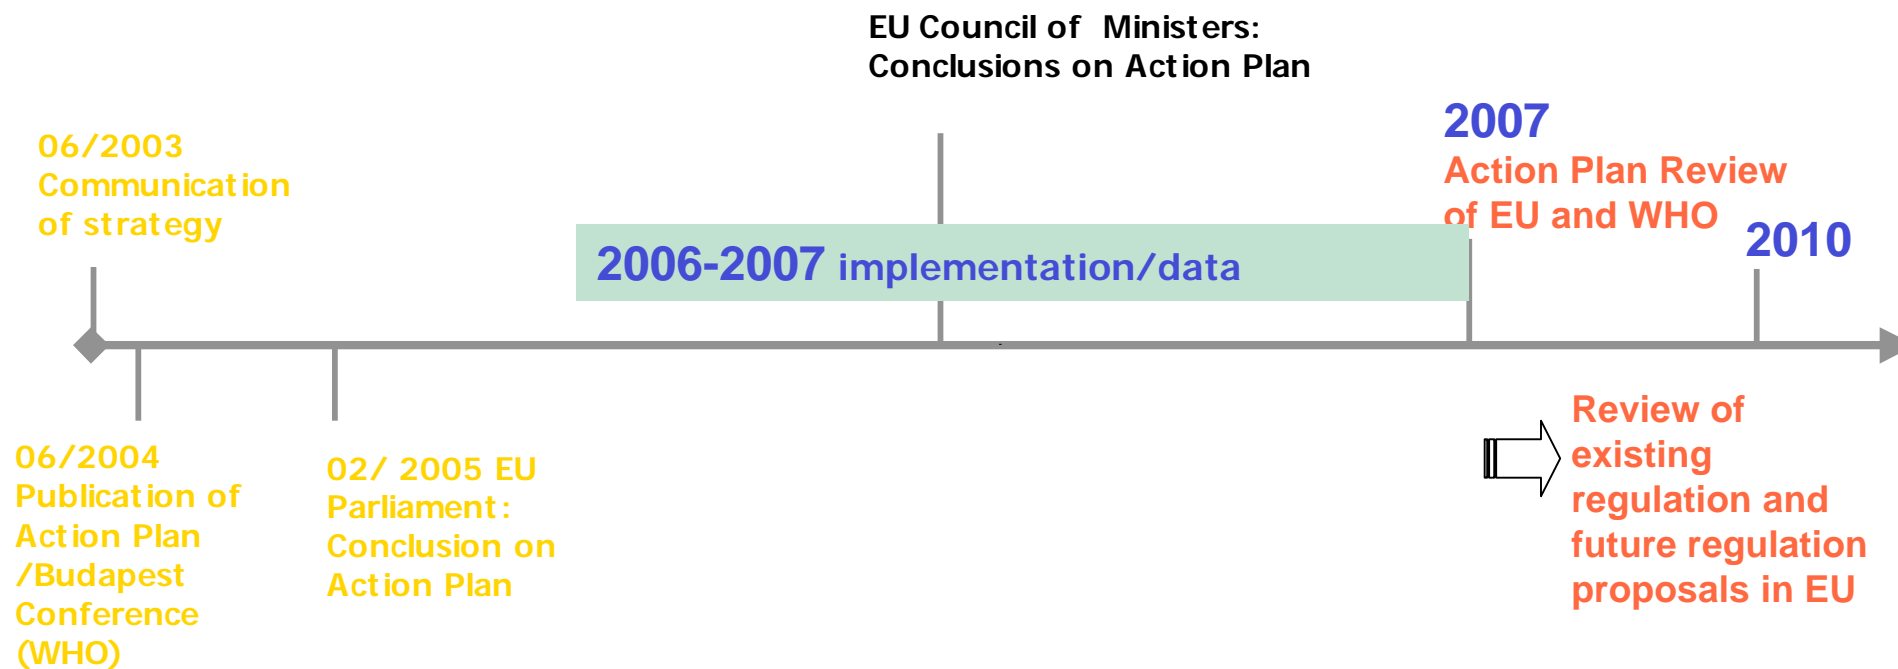 EU Council of Ministers:
Conclusions on Action Plan
06/2003
Communication
of strategy
2007
Action Plan Review
of EU and WHO
2010
2006-2007 implementation/data
06/2004
Publication of
Action Plan
/Budapest
Conference
(WHO)
02/ 2005 EU
Parliament:
Conclusion on
Action Plan
Review of
existing
regulation and
future regulation
proposals in EU